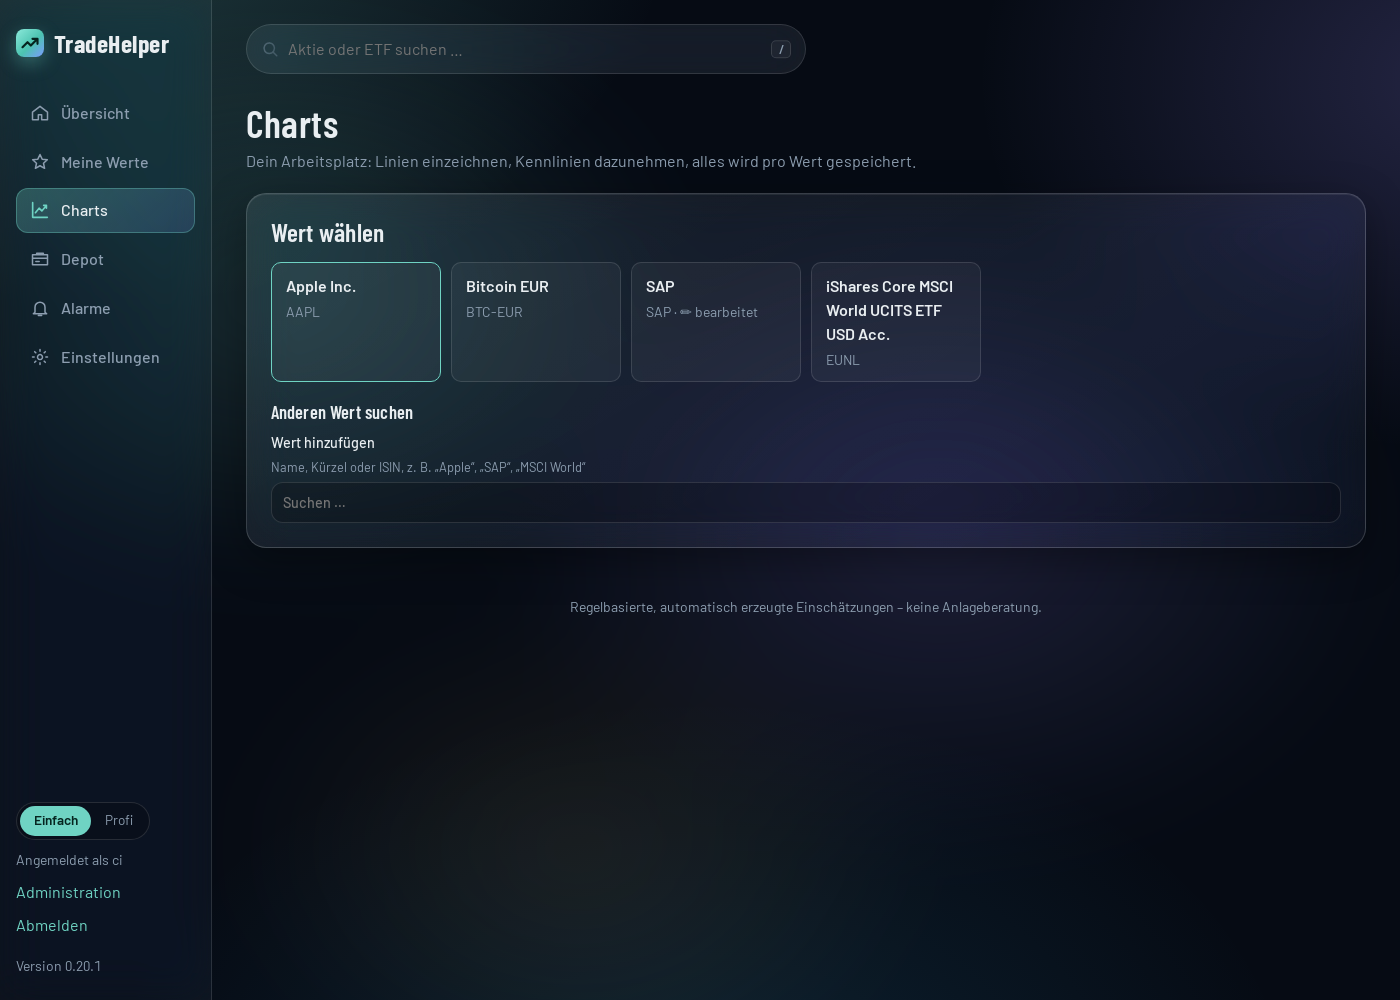 TradeHelper
Übersicht
Meine Werte
Charts
Depot
Alarme
Einstellungen
Einfach Profi
Angemeldet als ci
Administration
Abmelden
Version 0.20.1
Aktie oder ETF suchen …
/
Charts
Dein Arbeitsplatz: Linien einzeichnen, Kennlinien dazunehmen, alles wird pro Wert gespeichert.
Wert wählen
Apple Inc.
AAPL
Bitcoin EUR
BTC-EUR
SAP
SAP · ✏ bearbeitet
iShares Core MSCI
World UCITS ETF
USD Acc.
EUNL
Anderen Wert suchen
Wert hinzufügen
Name, Kürzel oder ISIN, z. B. „Apple“, „SAP“, „MSCI World“
Suchen …
Regelbasierte, automatisch erzeugte Einschätzungen – keine Anlageberatung.